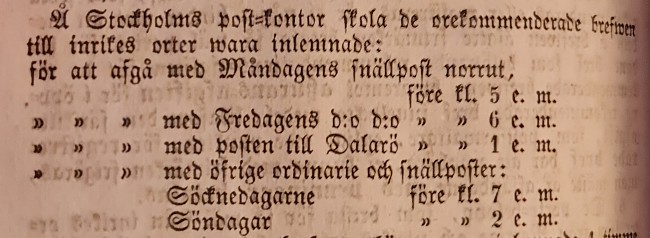 Å Stockholms post-kontor skola de orekommenderade brefwen
till inrikes orter wara inlemnade:
för att afgå med Måndagens snällpost norrut,
före kl. 5 e. m.
» » » med Fredagens d:o d:o » » 6 e. m.
» » » med posten till Dalarö » » 1 e. m.
» » » med öfrige ordinarie och snällposter:
Söcknedagarne före kl. 7 e. m.
Söndagar » » 2 e. m.